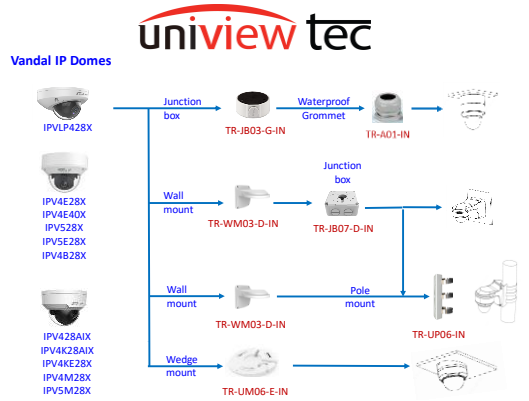 uniview tec
Vandal IP Domes
IPVLP428X
Junction
box
TR-JB03-G-IN
Waterproof
Grommet
TR-A01-IN
IPV4E28X
IPV4E40X
IPV528X
IPV5E28X
IPV4B28X
Wall
mount
TR-WM03-D-IN
Junction
box
TR-JB07-D-IN
Wall
mount
TR-WM03-D-IN
Pole
mount
TR-UP06-IN
IPV428AIX
IPV4K28AIX
IPV4KE28X
IPV4M28X
IPV5M28X
Wedge
mount
TR-UM06-E-IN